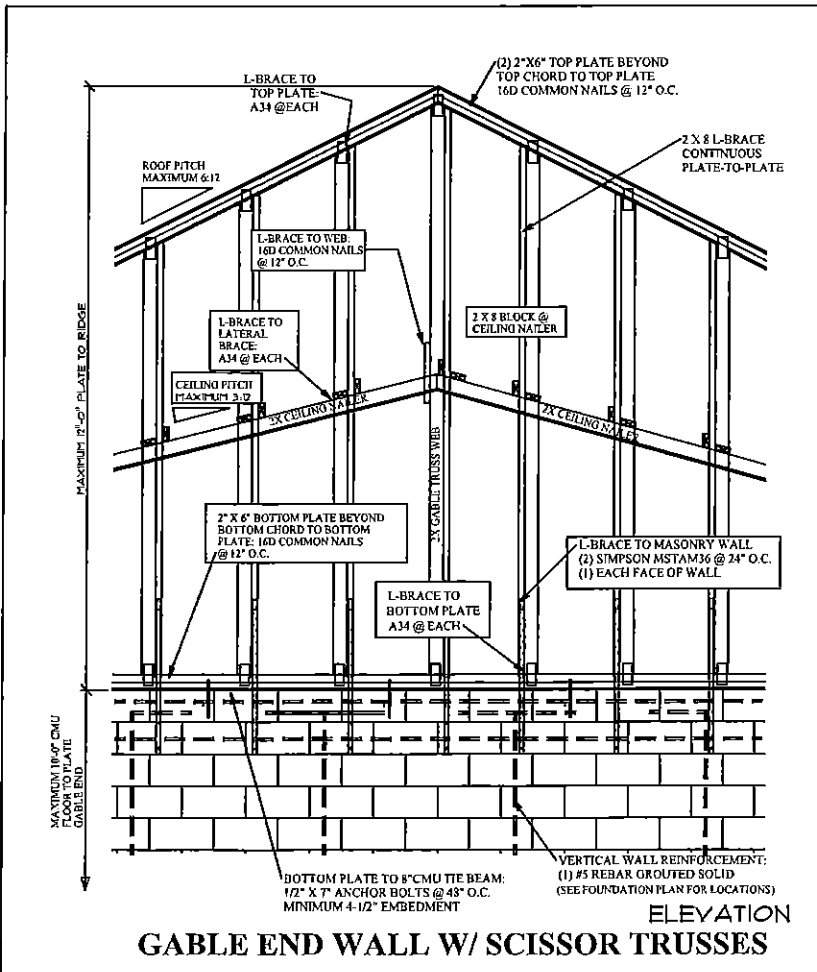 (2) 2"X6" TOP PLATE BEYOND
TOP CHORD TO TOP PLATE
16D COMMON NAILS @ 12" O.C.
L-BRACE TO
TOP PLATE:
A34 @EACH
2 X 8 L-BRACE
CONTINUOUS
PLATE-TO-PLATE
ROOF PITCH
MAXIMUM 6:12
L-BRACE TO WEB:
16D COMMON NAILS
@ 12" O.C.
L-BRACE TO
LATERAL
BRACE:
A34 @ EACH
2 X 8 BLOCK @
CEILING NAILER
CEILING PITCH
MAXIMUM 3:12
2X CEILING NAILER
2X CEILING NAILER
MAXIMUM 12'-0" PLATE TO RIDGE
2X GABLE TRUSS WEB
2" X 6" BOTTOM PLATE BEYOND
BOTTOM CHORD TO BOTTOM
PLATE: 16D COMMON NAILS
@ 12" O.C.
L-BRACE TO MASONRY WALL
(2) SIMPSON MSTAM36 @ 24" O.C.
(1) EACH FACE OF WALL
L-BRACE TO
BOTTOM PLATE
A34 @ EACH
MAXIMUM 10'-0" CMU
FLOOR TO PLATE
GABLE END
BOTTOM PLATE TO 8"CMU TIE BEAM:
1/2" X 7" ANCHOR BOLTS @ 48" O.C.
MINIMUM 4-1/2" EMBEDMENT
VERTICAL WALL REINFORCEMENT:
(1) #5 REBAR GROUTED SOLID
(SEE FOUNDATION PLAN FOR LOCATIONS)
ELEVATION
GABLE END WALL W/ SCISSOR TRUSSES